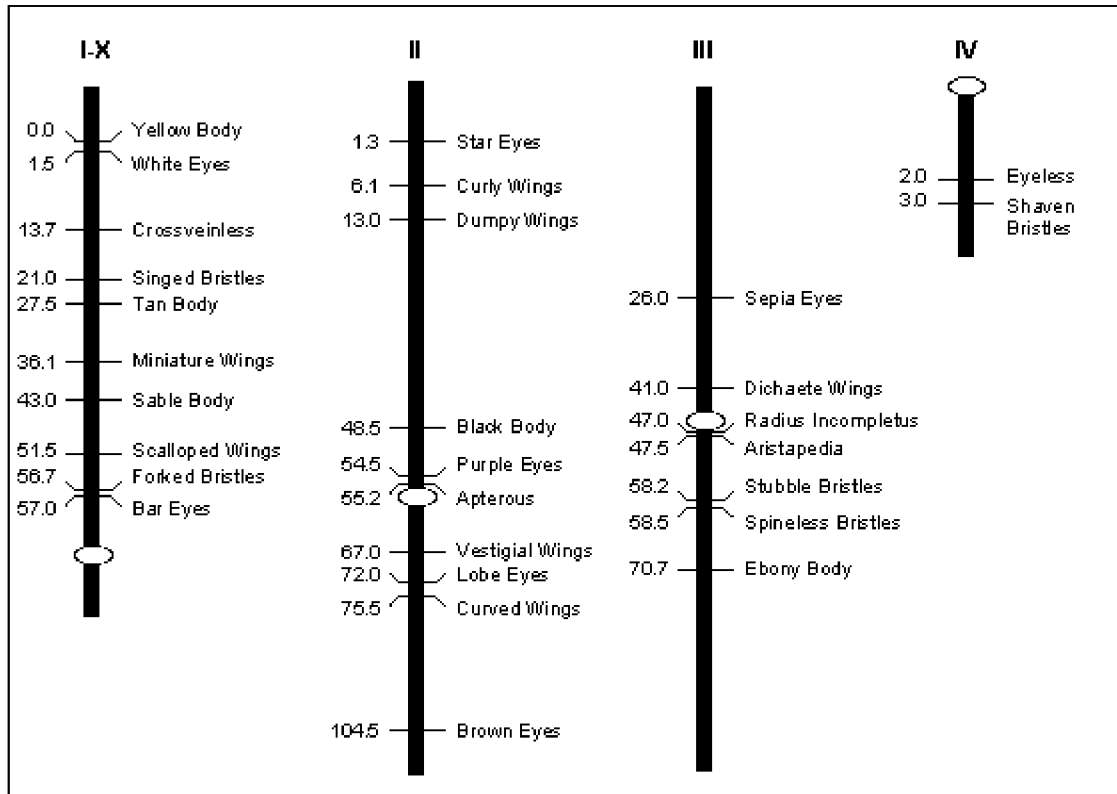 I-X
0.0 Yellow Body
1.5 White Eyes
13.7 Crossveinless
21.0 Singed Bristles
27.5 Tan Body
36.1 Miniature Wings
43.0 Sable Body
51.5 Scalloped Wings
56.7 Forked Bristles
57.0 Bar Eyes
II
1.3 Star Eyes
6.1 Curly Wings
13.0 Dumpy Wings
48.5 Black Body
54.5 Purple Eyes
55.2 Apterous
67.0 Vestigial Wings
72.0 Lobe Eyes
75.5 Curved Wings
104.5 Brown Eyes
III
26.0 Sepia Eyes
41.0 Dichaete Wings
47.0 Radius Incompletus
47.5 Aristapedia
58.2 Stubble Bristles
58.5 Spineless Bristles
70.7 Ebony Body
IV
2.0 Eyeless
3.0 Shaven
Bristles